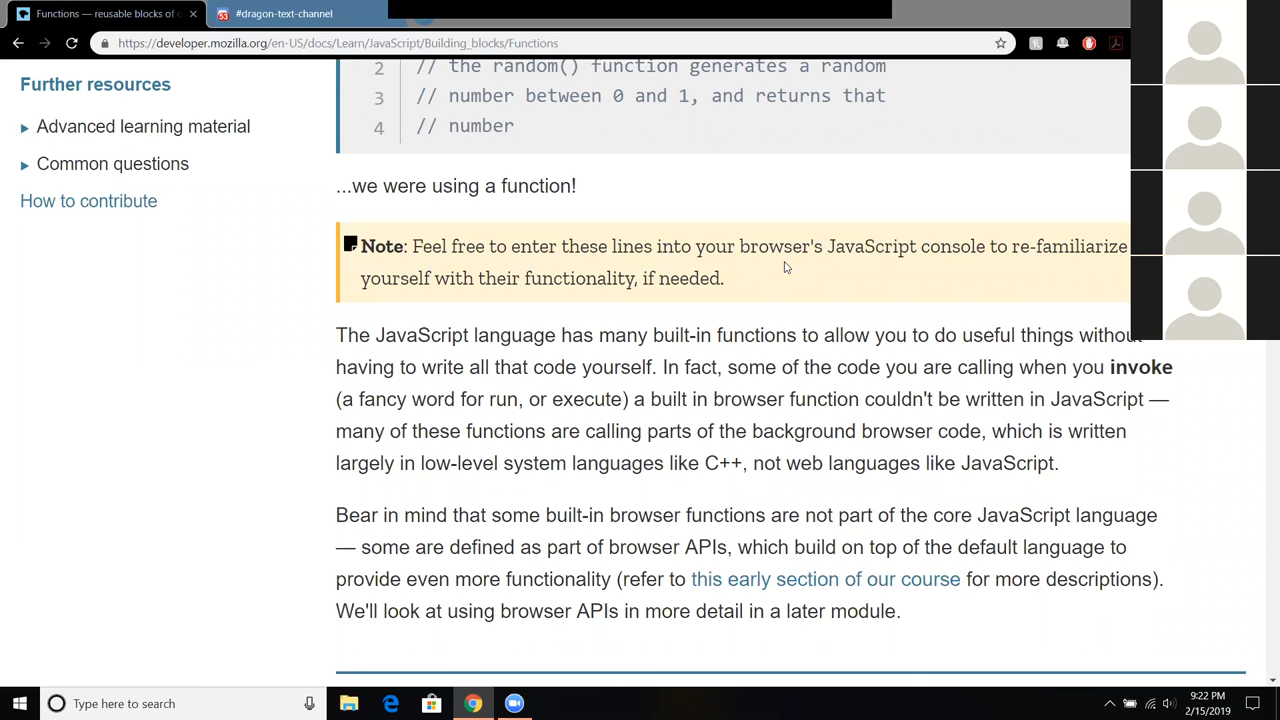 Functions — reusable blocks of c
#dragon-text-channel
53
https://developer.mozilla.org/en-US/docs/Learn/JavaScript/Building_blocks/Functions
Further resources
Advanced learning material
Common questions
How to contribute
2 // the random() function generates a random
3 // number between 0 and 1, and returns that
4 // number
...we were using a function!
Note: Feel free to enter these lines into your browser's JavaScript console to re-familiarize
yourself with their functionality, if needed.
The JavaScript language has many built-in functions to allow you to do useful things without
having to write all that code yourself. In fact, some of the code you are calling when you invoke
(a fancy word for run, or execute) a built in browser function couldn't be written in JavaScript —
many of these functions are calling parts of the background browser code, which is written
largely in low-level system languages like C++, not web languages like JavaScript.
Bear in mind that some built-in browser functions are not part of the core JavaScript language
— some are defined as part of browser APIs, which build on top of the default language to
provide even more functionality (refer to this early section of our course for more descriptions).
We'll look at using browser APIs in more detail in a later module.
Type here to search
9:22 PM
2/15/2019